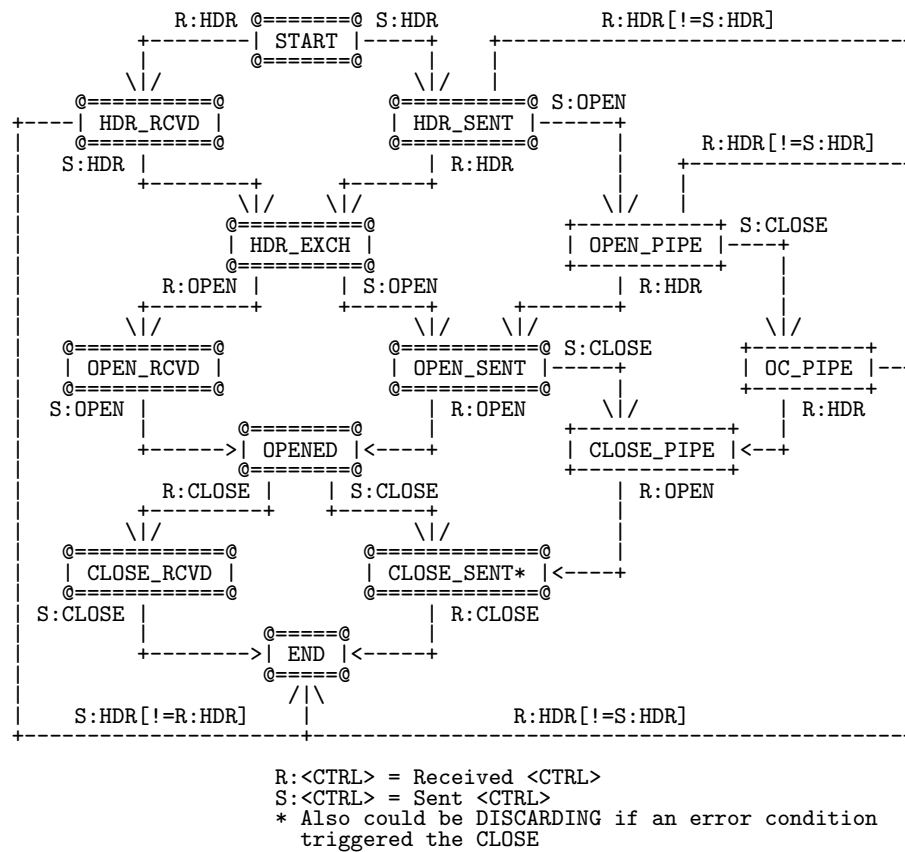 R:HDR @=======@ S:HDR R:HDR[!=S:HDR]
+--------| START |-----+ +--------------------------------
| @=======@ | |
\|/ \|/ |
@==========@ @==========@ S:OPEN
+----| HDR_RCVD | | HDR_SENT |------+
| @==========@ @==========@ | R:HDR[!=S:HDR]
| S:HDR | | R:HDR | +-----------------
| +--------+ +------+ | |
| \|/ \|/ \|/ |
| @==========@ +-----------+ S:CLOSE
| | HDR_EXCH | | OPEN_PIPE |----+
| @==========@ +-----------+ |
| R:OPEN | | S:OPEN | R:HDR |
| +--------+ +------+ +-------+ |
| \|/ \|/ \|/ \|/
| @===========@ @===========@ S:CLOSE +---------+
| | OPEN_RCVD | | OPEN_SENT |-----+ | OC_PIPE |--
| @===========@ @===========@ | +---------+
| S:OPEN | | R:OPEN \|/ | R:HDR
| | @========@ | +------------+ |
| +----->| OPENED |<----+ | CLOSE_PIPE |<--+
| @========@ +-----------+
| R:CLOSE | | S:CLOSE | R:OPEN
| +---------+ +-------+ |
| \|/ \|/ |
| @============@ @=============@ |
| | CLOSE_RCVD | | CLOSE_SENT* |<----+
| @============@ @=============@
| S:CLOSE | | R:CLOSE
| | @=====@ |
| +-------->| END |<-----+
| @=====@
| /|\
| S:HDR[!=R:HDR] | R:HDR[!=S:HDR]
+----------------------+-----------------------------------------------
R:<CTRL> = Received <CTRL>
S:<CTRL> = Sent <CTRL>
* Also could be DISCARDING if an error condition
triggered the CLOSE